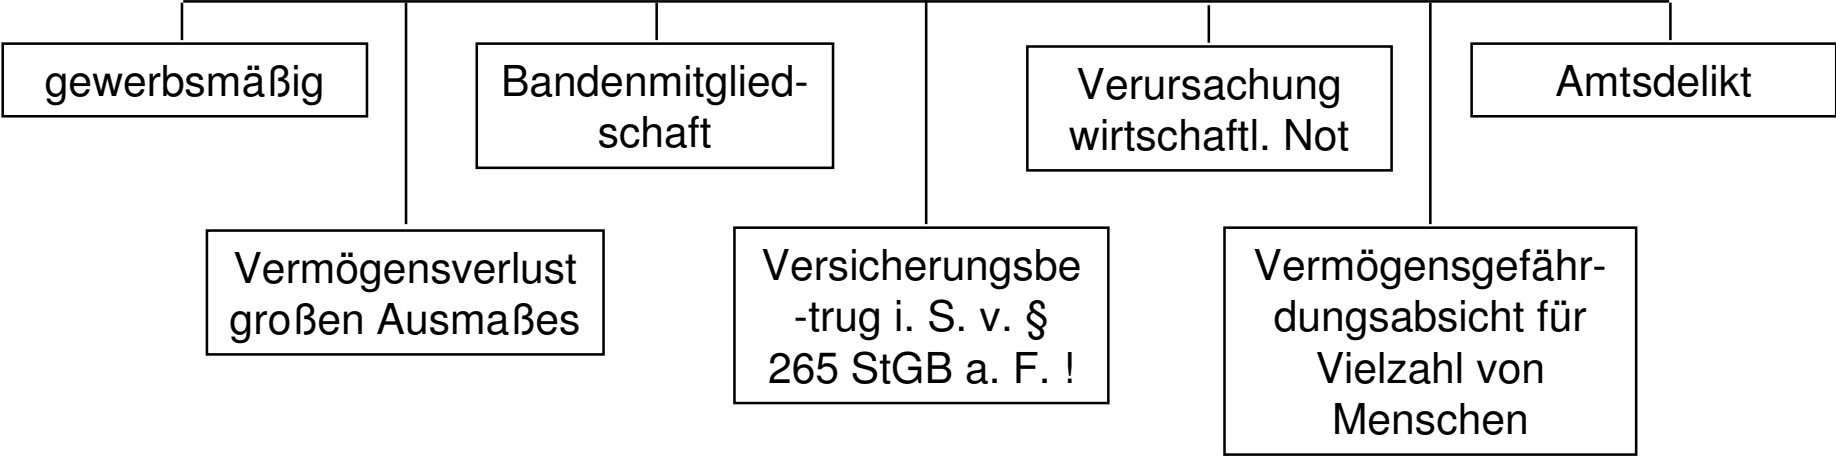 gewerbsmäßig
Bandenmitglied-
schaft
Verursachung
wirtschaftl. Not
Amtsdelikt
Vermögensverlust
großen Ausmaßes
Versicherungsbe
-trug i. S. v. §
265 StGB a. F. !
Vermögensgefähr-
dungsabsicht für
Vielzahl von
Menschen